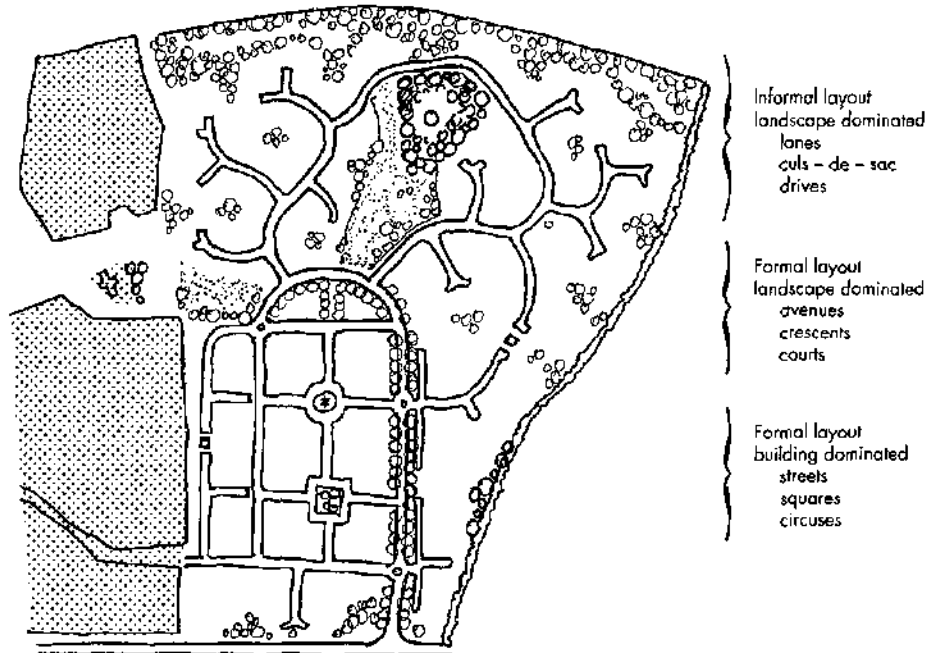 Informal layout
landscape dominated
lanes
culs - de - sac
drives
Formal layout
landscape dominated
avenues
crescents
courts
Formal layout
building dominated
streets
squares
circuses